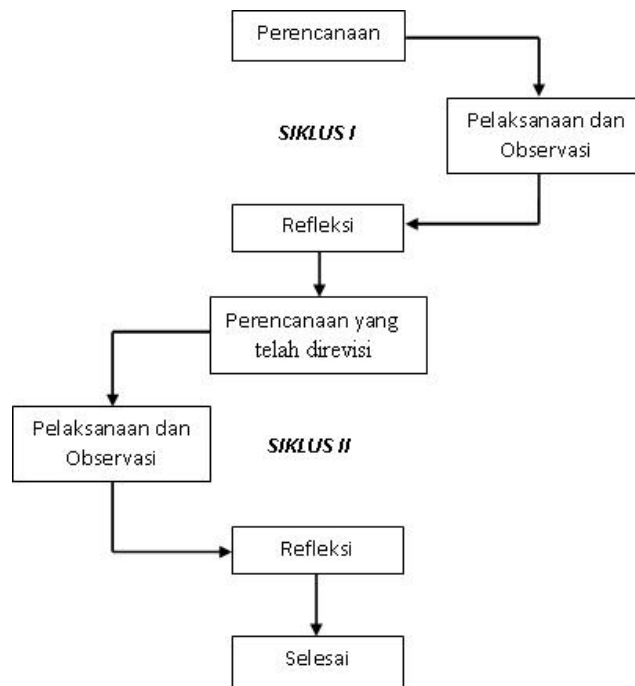 Perencanaan
SIKLUS I
Pelaksanaan dan
Observasi
Refleksi
Perencanaan yang
telah direvisi
Pelaksanaan dan
Observasi
SIKLUS II
Refleksi
Selesai